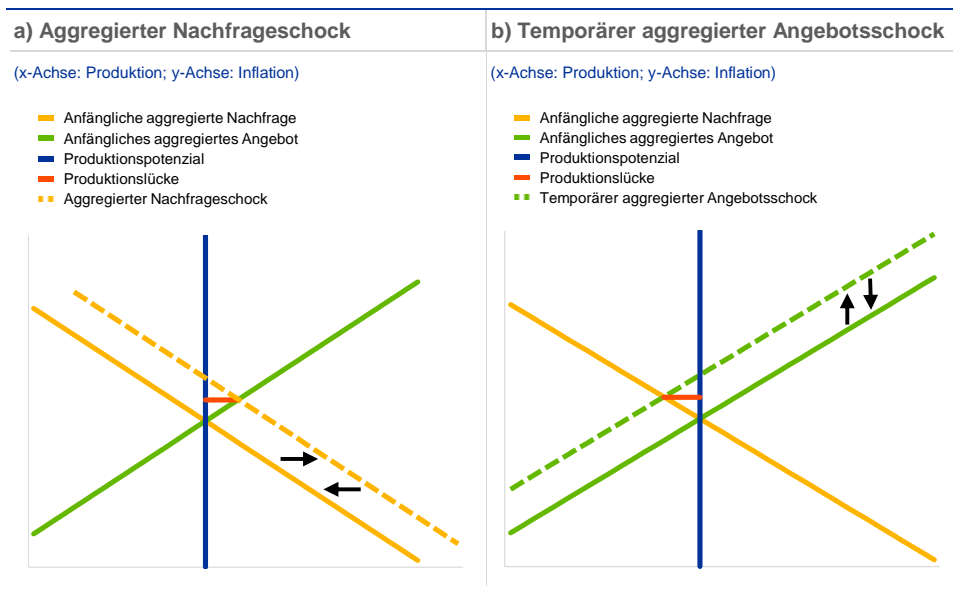 a) Aggregierter Nachfrageschock
(x-Achse: Produktion; y-Achse: Inflation)
Anfängliche aggregierte Nachfrage
Anfängliches aggregiertes Angebot
Produktionspotenzial
Produktionslücke
Aggregierter Nachfrageschock
b) Temporärer aggregierter Angebotsschock
(x-Achse: Produktion; y-Achse: Inflation)
Anfängliche aggregierte Nachfrage
Anfängliches aggregiertes Angebot
Produktionspotenzial
Produktionslücke
Temporärer aggregierter Angebotsschock